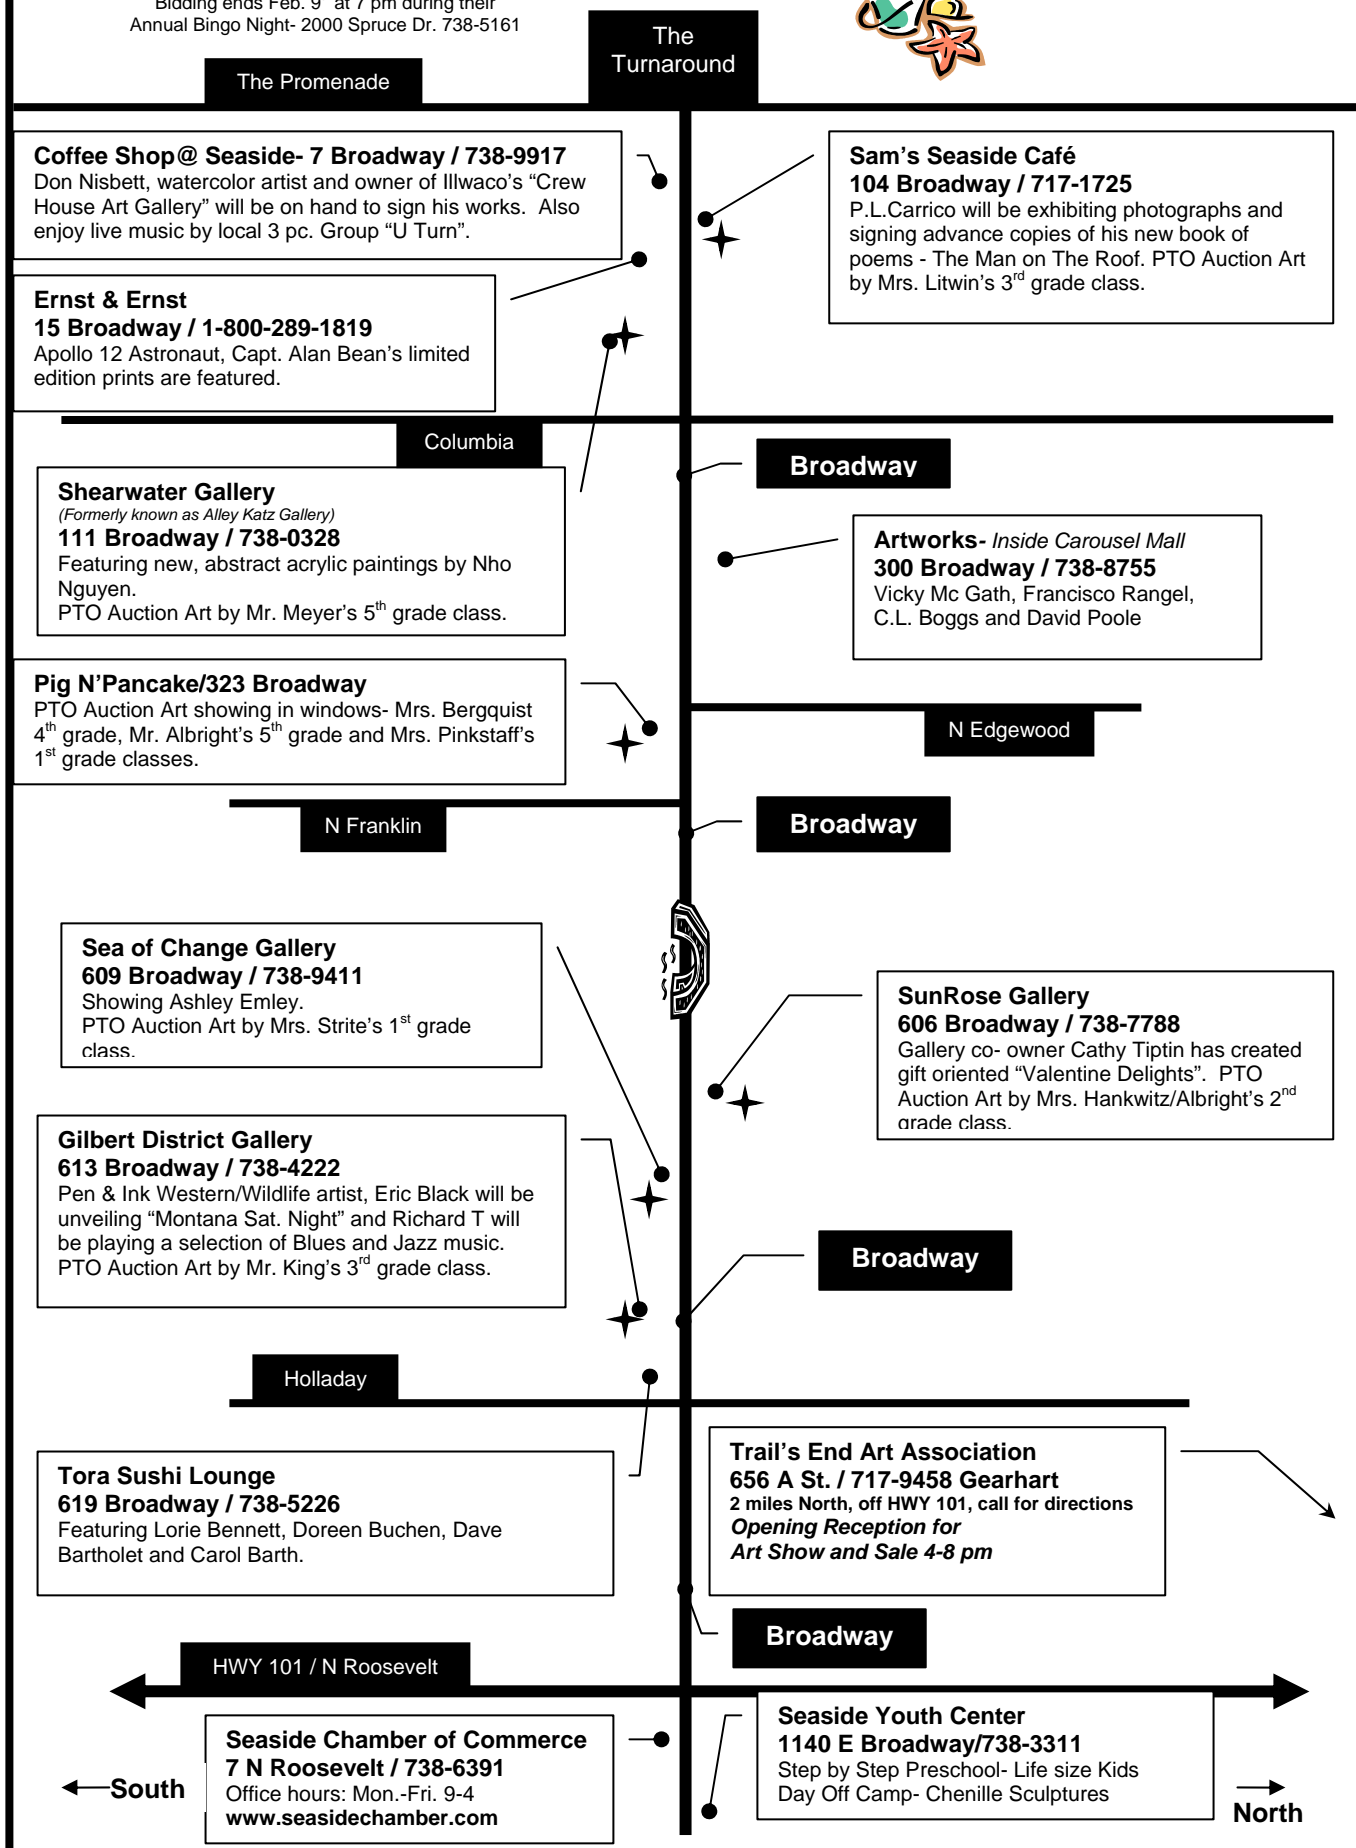 Bidding ends Feb. 9 at 7 pm during their
Annual Bingo Night- 2000 Spruce Dr. 738-5161
The
Turnaround
The Promenade
Coffee Shop@ Seaside- 7 Broadway / 738-9917
Don Nisbett, watercolor artist and owner of Illwaco's “Crew
House Art Gallery” will be on hand to sign his works.  Also
enjoy live music by local 3 pc. Group “U Turn”.
Sam's Seaside Café
104 Broadway / 717-1725
P.L.Carrico will be exhibiting photographs and
signing advance copies of his new book of
poems - The Man on The Roof. PTO Auction Art
by Mrs. Litwin's 3rd grade class.
Ernst & Ernst
15 Broadway / 1-800-289-1819
Apollo 12 Astronaut, Capt. Alan Bean's limited
edition prints are featured.
Columbia
Broadway
Shearwater Gallery
(Formerly known as Alley Katz Gallery)
111 Broadway / 738-0328
Featuring new, abstract acrylic paintings by Nho
Nguyen.
PTO Auction Art by Mr. Meyer's 5th grade class.
Artworks- Inside Carousel Mall
300 Broadway / 738-8755
Vicky Mc Gath, Francisco Rangel,
C.L. Boggs and David Poole
Pig N'Pancake/323 Broadway
PTO Auction Art showing in windows- Mrs. Bergquist
4th grade, Mr. Albright's 5th grade and Mrs. Pinkstaff's
1st grade classes.
N Edgewood
N Franklin
Broadway
Sea of Change Gallery
609 Broadway / 738-9411
Showing Ashley Emley.
PTO Auction Art by Mrs. Strite's 1st grade
class.
SunRose Gallery
606 Broadway / 738-7788
Gallery co- owner Cathy Tiptin has created
gift oriented “Valentine Delights”.  PTO
Auction Art by Mrs. Hankwitz/Albright's 2nd
grade class.
Gilbert District Gallery
613 Broadway / 738-4222
Pen & Ink Western/Wildlife artist, Eric Black will be
unveiling “Montana Sat. Night” and Richard T will
be playing a selection of Blues and Jazz music.
PTO Auction Art by Mr. King's 3rd grade class.
Broadway
Holladay
Tora Sushi Lounge
619 Broadway / 738-5226
Featuring Lorie Bennett, Doreen Buchen, Dave
Bartholet and Carol Barth.
Trail's End Art Association
656 A St. / 717-9458 Gearhart
2 miles North, off HWY 101, call for directions
Opening Reception for
Art Show and Sale 4-8 pm
Broadway
HWY 101 / N Roosevelt
Seaside Chamber of Commerce
7 N Roosevelt / 738-6391
Office hours: Mon.-Fri. 9-4
www.seasidechamber.com
Seaside Youth Center
1140 E Broadway/738-3311
Step by Step Preschool- Life size Kids
Day Off Camp- Chenille Sculptures
South
North